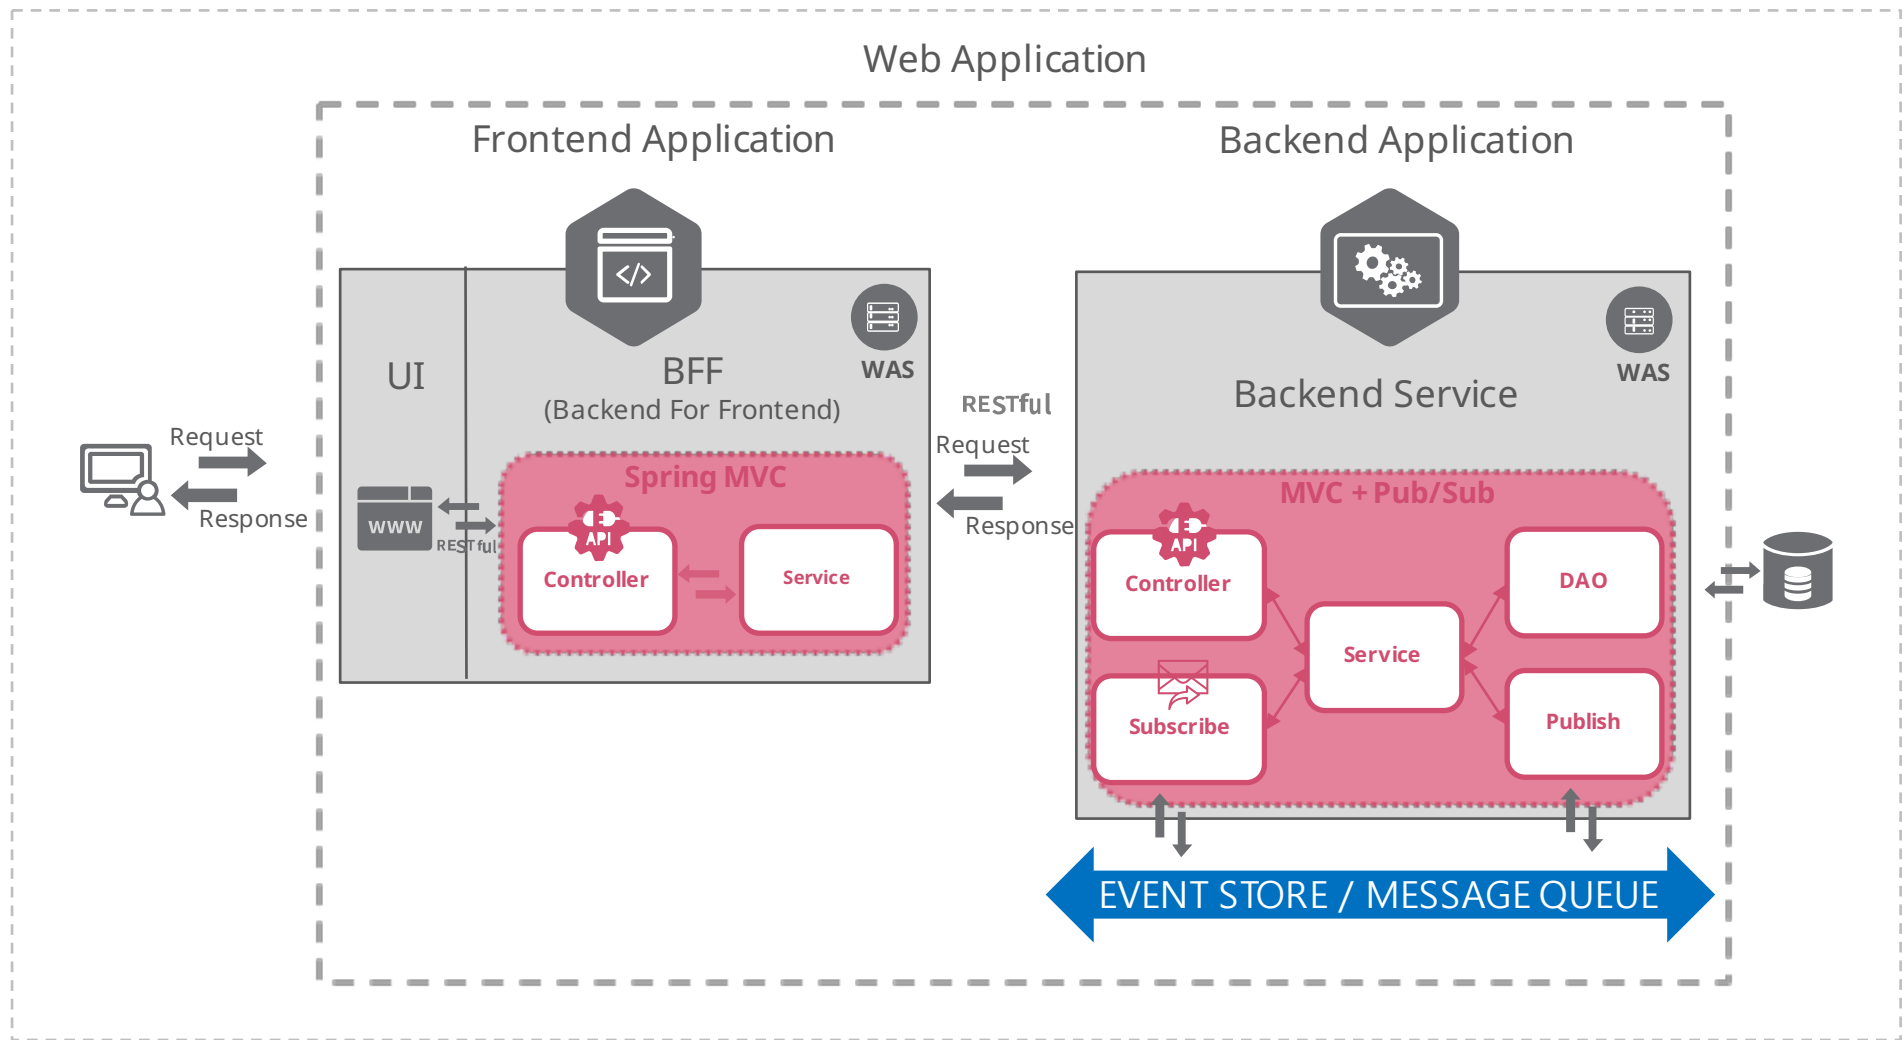 Web Application
Frontend Application
Backend Application
UI
BFF
(Backend For Frontend)
WAS
WAS
Backend Service
RESTful
Request
Response
Request
Response
WWW
RESTful
Spring MVC
API
Controller
Service
MVC + Pub/Sub
API
Controller
DAO
Service
Subscribe
Publish
EVENT STORE / MESSAGE QUEUE